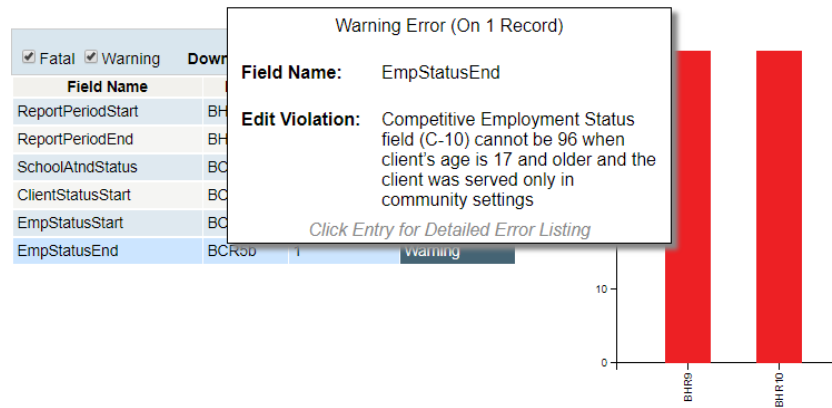 Warning Error (On 1 Record)
Fatal Warning Down
Field Name: EmpStatusEnd
Field Name
ReportPeriodStart BH
Edit Violation: Competitive Employment Status
field (C-10) cannot be 96 when
client's age is 17 and older and the
client was served only in
community settings
ReportPeriodEnd BH
SchoolAtndStatus BC
ClientStatusStart BC
EmpStatusStart BC
Click Entry for Detailed Error Listing
EmpStatusEnd BCR5b 1 Warning
10
0
BHR9
BHR10